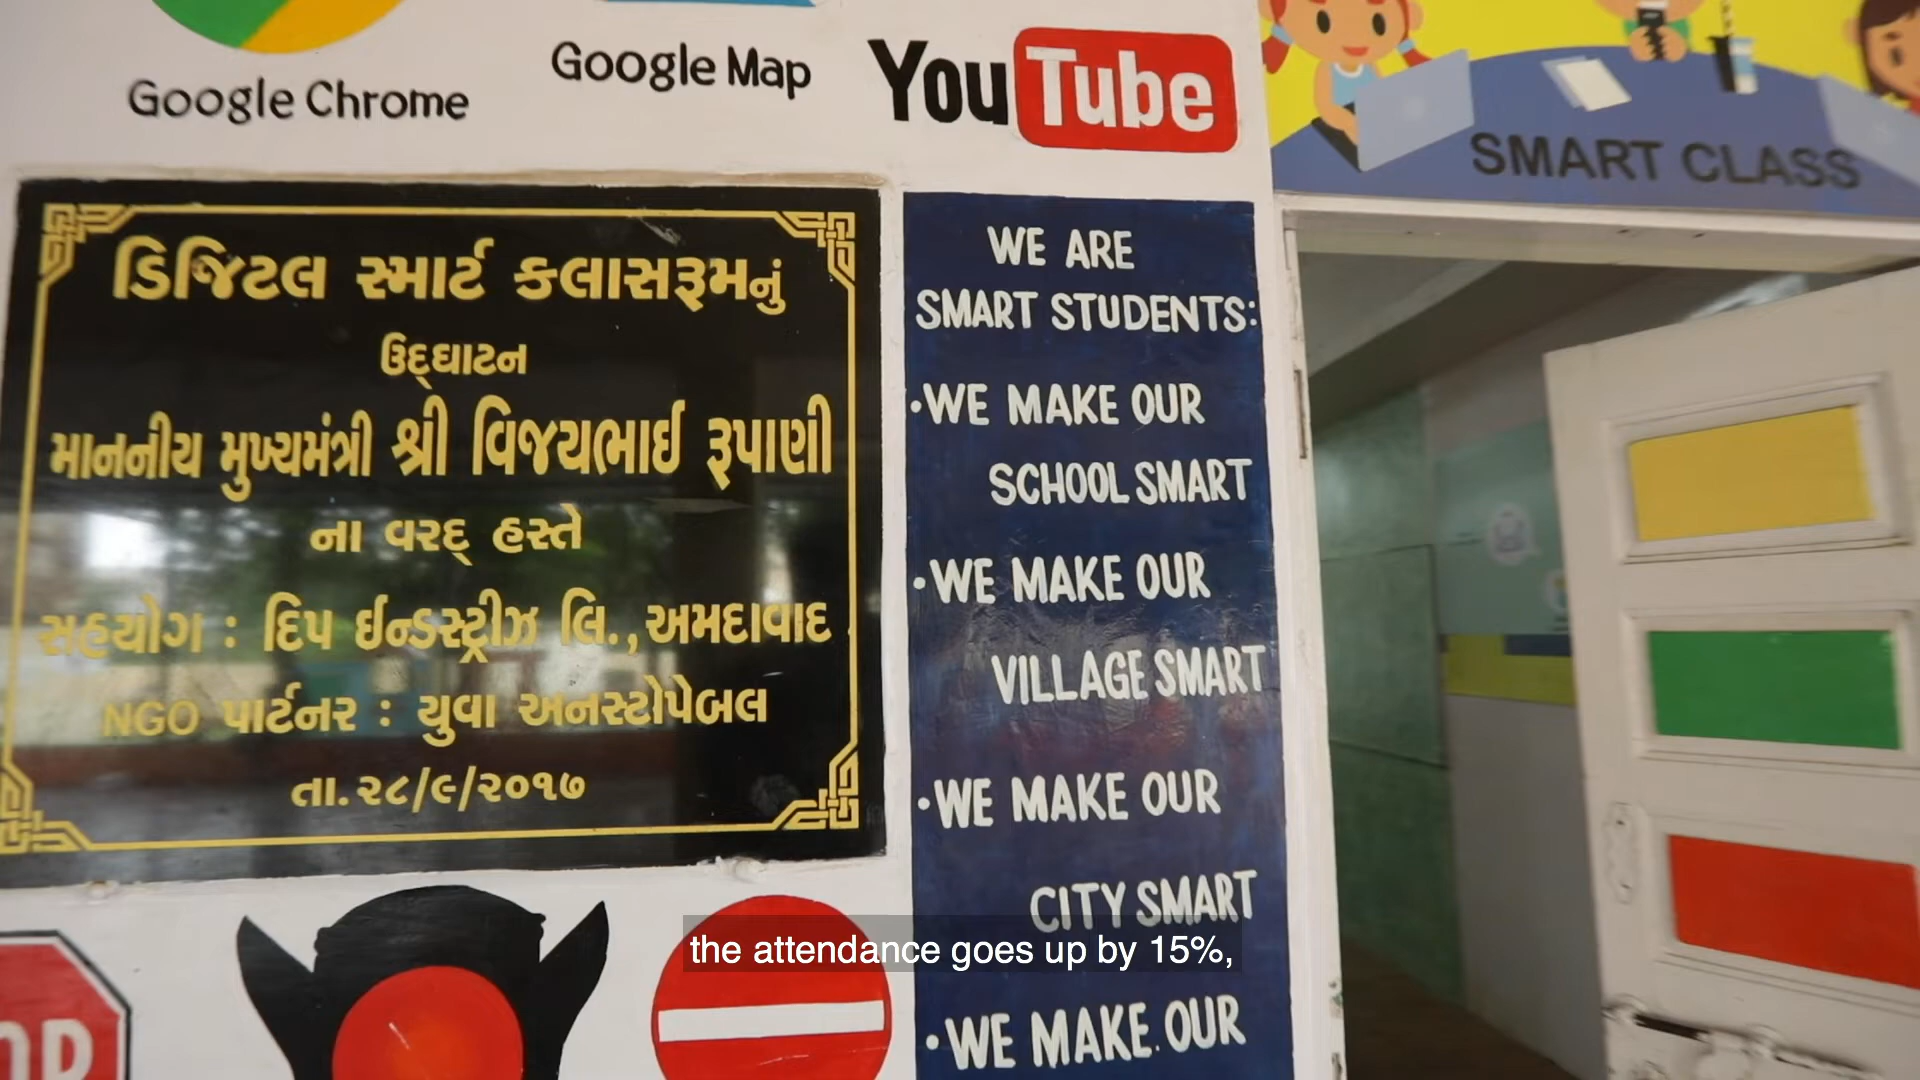 Google Chrome
Google Map
YouTube
SMART CLASS
ડિજિટલ સ્માર્ટ કલાસરૂમનું
ઉદ્ઘાટન
માનનીય મુખ્યમંત્રી શ્રી વિજયભાઈ રૂપાણી
ના વરદ્ હસ્તે
સહયોગ : દિપ ઈન્ડસ્ટ્રીઝ લિ., અમદાવાદ.
NGO પાર્ટનર : યુવા અનસ્ટોપેબલ
તા.૨૮/૯/૨૦૧૭
WE ARE
SMART STUDENTS:
•WE MAKE OUR
SCHOOL SMART
•WE MAKE OUR
VILLAGE SMART
•WE MAKE OUR
CITY SMART
•WE MAKE OUR
the attendance goes up by 15%,